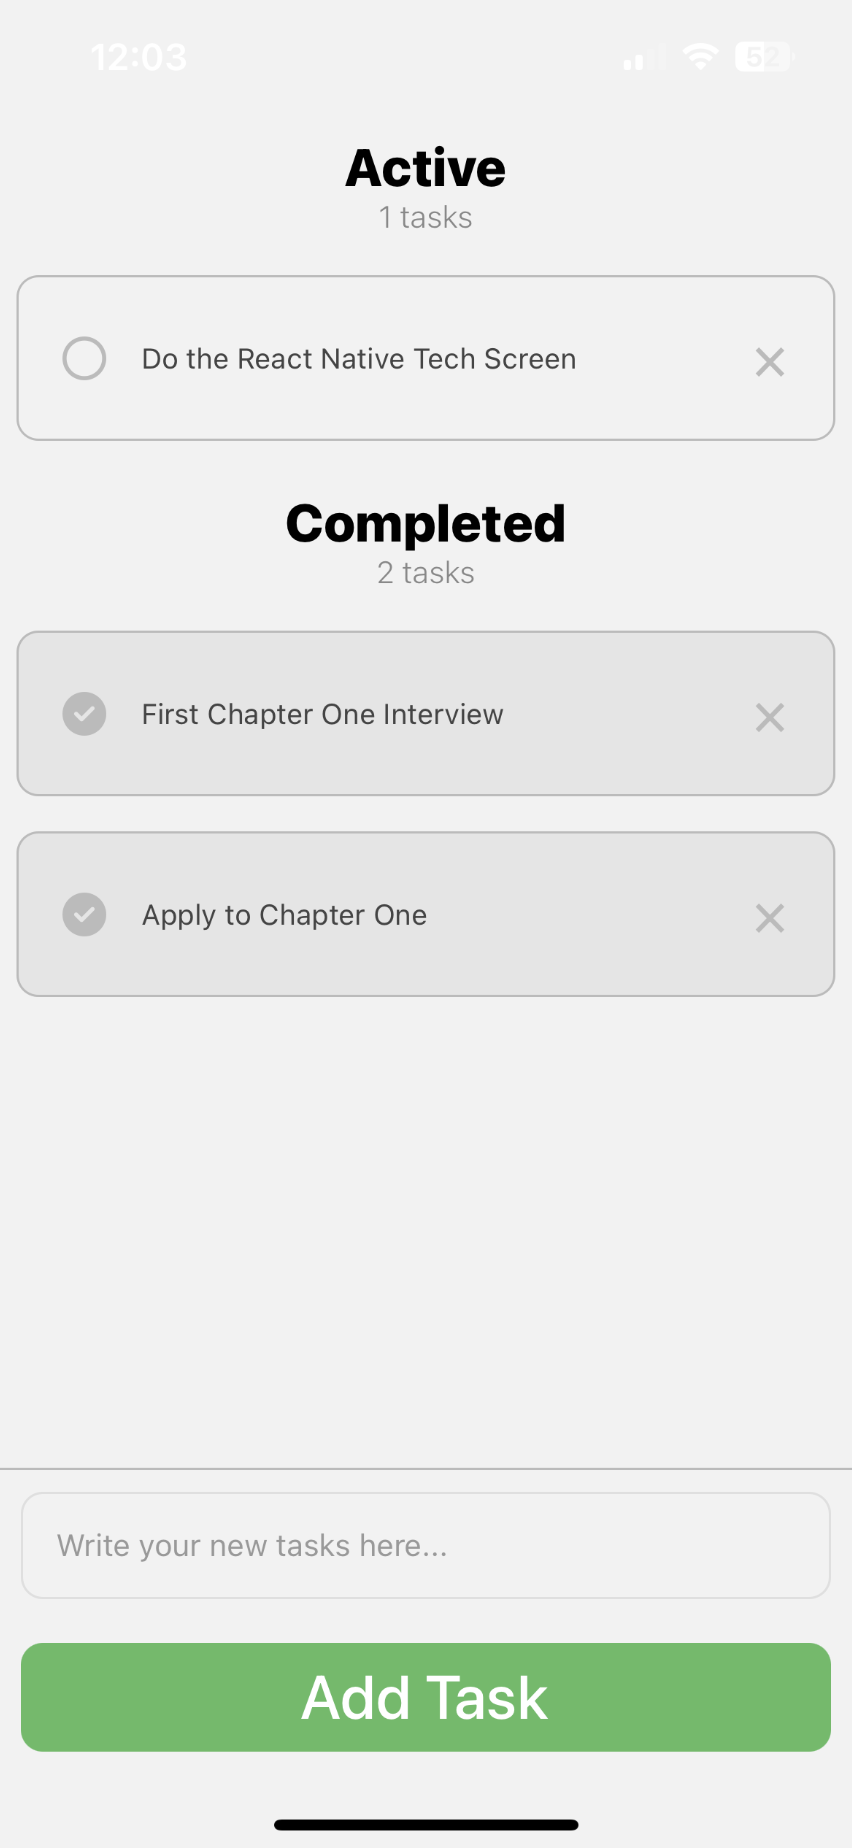 12:03
52
Active
1 tasks
Do the React Native Tech Screen
Completed
2 tasks
First Chapter One Interview
Apply to Chapter One
Write your new tasks here...
Add Task